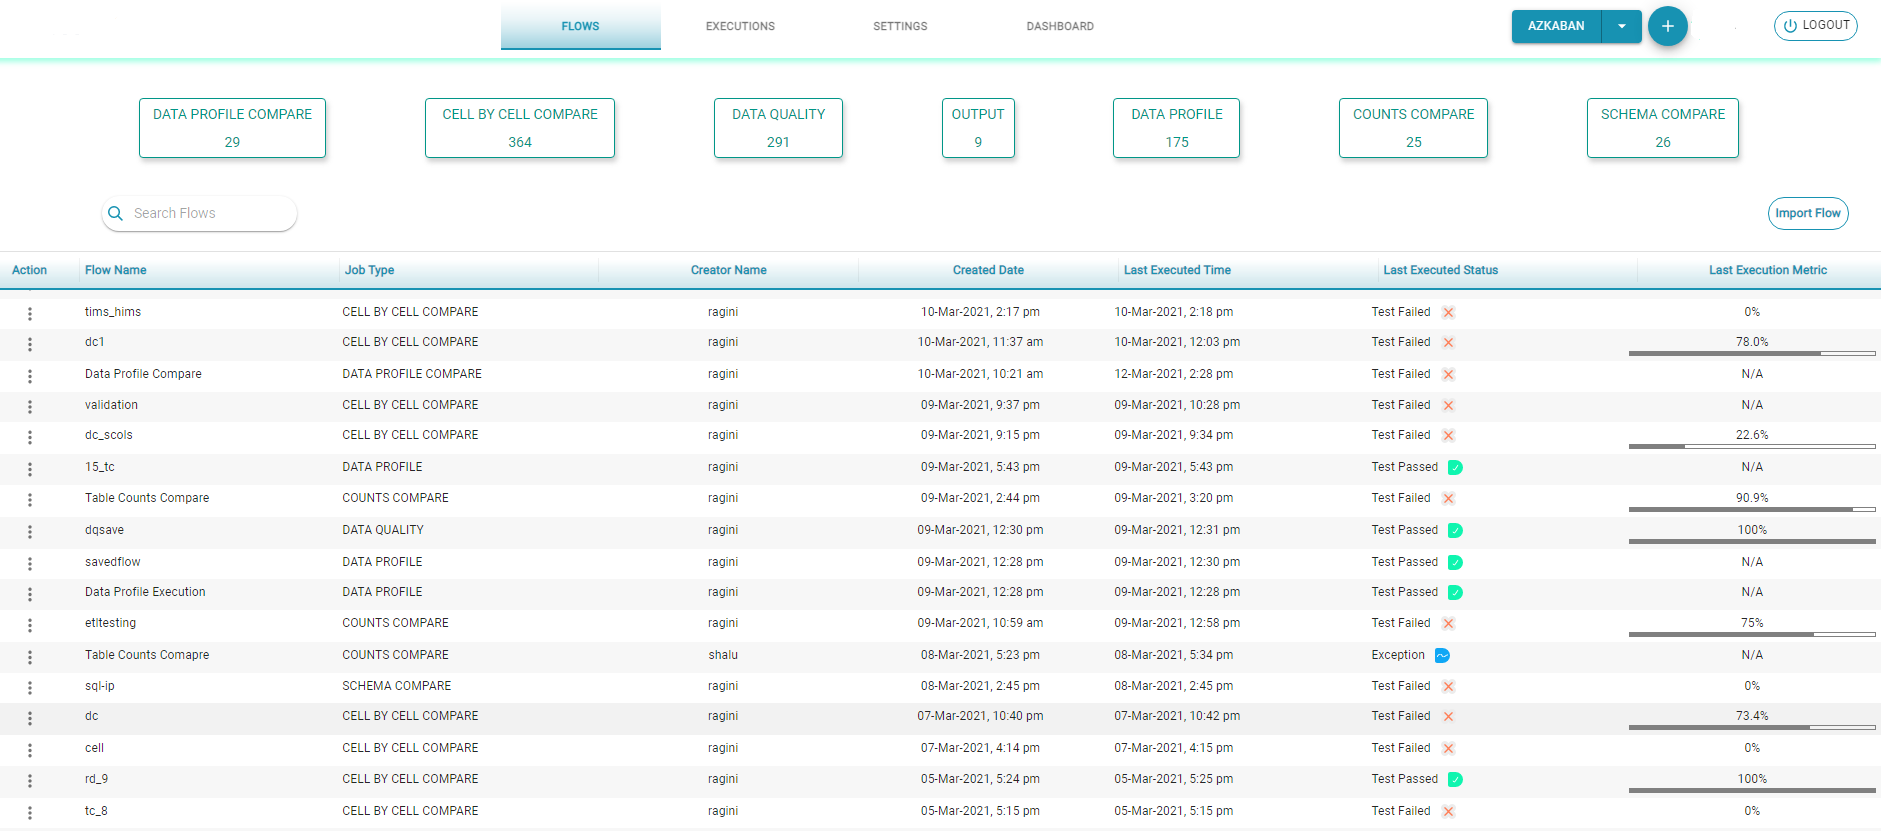 FLOWS EXECUTIONS SETTINGS DASHBOARD AZKABAN + LOGOUT
DATA PROFILE COMPARE CELL BY CELL COMPARE DATA QUALITY OUTPUT DATA PROFILE COUNTS COMPARE SCHEMA COMPARE
29 364 291 9 175 25 26
Search Flows Import Flow
Action Flow Name Job Type Creator Name Created Date Last Executed Time Last Executed Status Last Execution Metric
tims_hims CELL BY CELL COMPARE ragini 10-Mar-2021, 2:17 pm 10-Mar-2021, 2:18 pm Test Failed 0%
dc1 CELL BY CELL COMPARE ragini 10-Mar-2021, 11:37 am 10-Mar-2021, 12:03 pm Test Failed 78.0%
Data Profile Compare DATA PROFILE COMPARE ragini 10-Mar-2021, 10:21 am 12-Mar-2021, 2:28 pm Test Failed N/A
validation CELL BY CELL COMPARE ragini 09-Mar-2021, 9:37 pm 09-Mar-2021, 10:28 pm Test Failed N/A
dc_scols CELL BY CELL COMPARE ragini 09-Mar-2021, 9:15 pm 09-Mar-2021, 9:34 pm Test Failed 22.6%
15_tc DATA PROFILE ragini 09-Mar-2021, 5:43 pm 09-Mar-2021, 5:43 pm Test Passed N/A
Table Counts Compare COUNTS COMPARE ragini 09-Mar-2021, 2:44 pm 09-Mar-2021, 3:20 pm Test Failed 90.9%
dqsave DATA QUALITY ragini 09-Mar-2021, 12:30 pm 09-Mar-2021, 12:31 pm Test Passed 100%
savedflow DATA PROFILE ragini 09-Mar-2021, 12:28 pm 09-Mar-2021, 12:30 pm Test Passed N/A
Data Profile Execution DATA PROFILE ragini 09-Mar-2021, 12:28 pm 09-Mar-2021, 12:28 pm Test Passed N/A
etltesting COUNTS COMPARE ragini 09-Mar-2021, 10:59 am 09-Mar-2021, 12:58 pm Test Failed 75%
Table Counts Comapre COUNTS COMPARE shalu 08-Mar-2021, 5:23 pm 08-Mar-2021, 5:34 pm Exception N/A
sql-ip SCHEMA COMPARE ragini 08-Mar-2021, 2:45 pm 08-Mar-2021, 2:45 pm Test Failed 0%
dc CELL BY CELL COMPARE ragini 07-Mar-2021, 10:40 pm 07-Mar-2021, 10:42 pm Test Failed 73.4%
cell CELL BY CELL COMPARE ragini 07-Mar-2021, 4:14 pm 07-Mar-2021, 4:15 pm Test Failed 0%
rd_9 CELL BY CELL COMPARE ragini 05-Mar-2021, 5:24 pm 05-Mar-2021, 5:25 pm Test Passed 100%
tc_8 CELL BY CELL COMPARE ragini 05-Mar-2021, 5:15 pm 05-Mar-2021, 5:15 pm Test Failed 0%